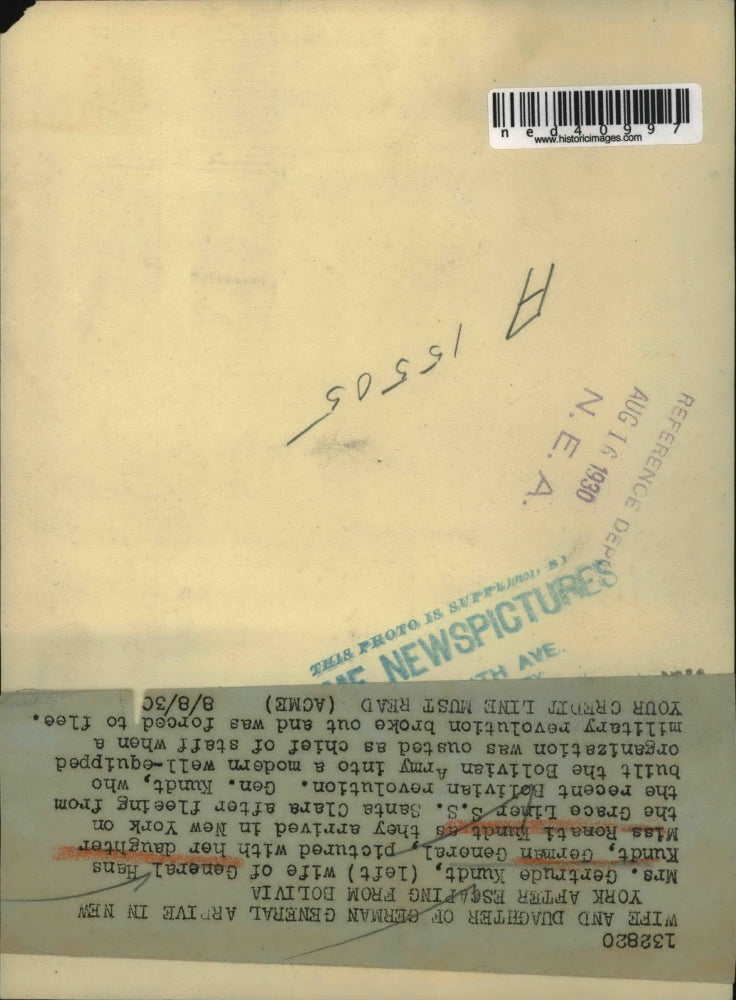 ned40997
www.historicimages.com
A 15505
REFERENCE DEPT
AUG 16 1930
N. E. A.
THIS PHOTO IS SUPPLIED BY
NEWSPICTURES
TH AVE.
132820
WIFE AND DUAGHTER OF GERMAN GENERAL ARRIVE IN NEW
YORK AFTER ESCAPING FROM BOLIVIA
Mrs. Gertrude Kundt, (left) wife of General Hans
Kundt, German General, pictured with her daughter
Miss Ronati Kundt as they arrived in New York on
the Grace Liner S.S. Santa Clara after fleeing from
the recent Bolivian revolution. Gen. Kundt, who
built the Bolivian Army into a modern well-equipped
organization was ousted as chief of staff when a
military revolution broke out and was forced to flee.
YOUR CREDIT LINE MUST READ (ACME) 8/8/30